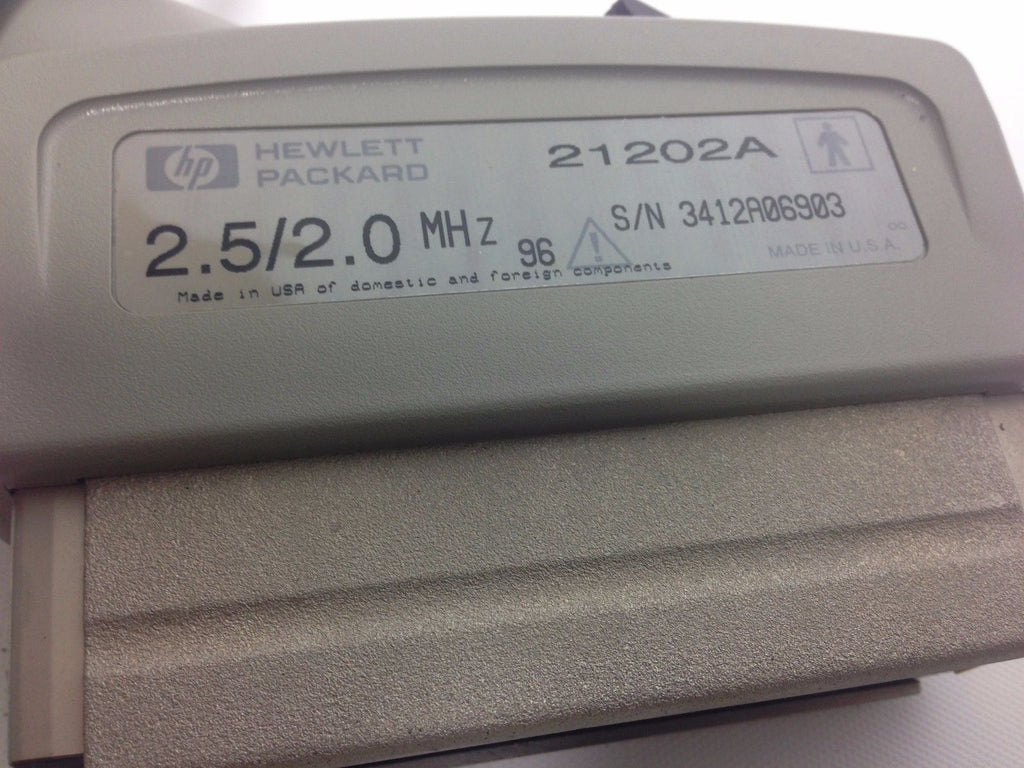 hp HEWLETT PACKARD
21202A
2.5/2.0 MHz
96
S/N 3412A06903
MADE IN U.S.A.
Made in USA of domestic and foreign components